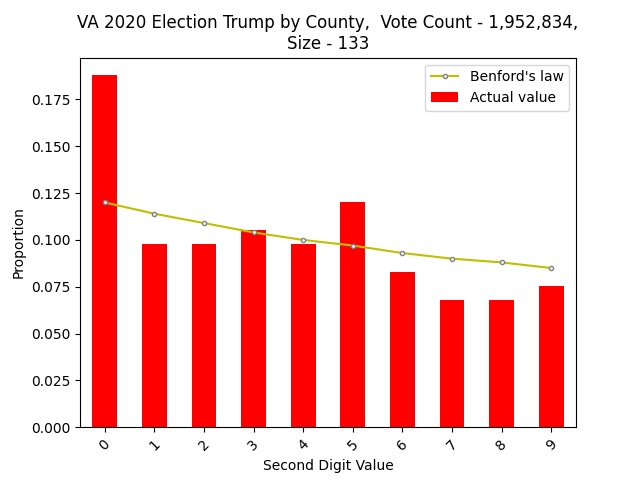 VA 2020 Election Trump by County,  Vote Count - 1,952,834,
Size - 133
Benford's law
Actual value
Proportion
0.175
0.150
0.125
0.100
0.075
0.050
0.025
0.000
0 1 2 3 4 5 6 7 8 9
Second Digit Value